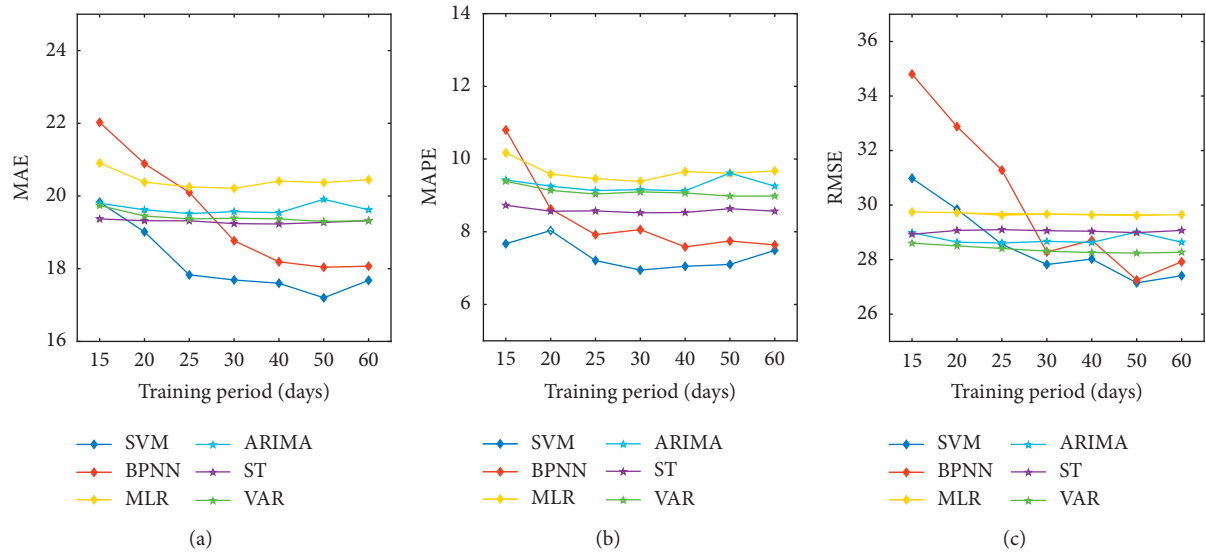 MAE
24
22
20
18
16
15 20 25 30 40 50 60
Training period (days)
SVM ARIMA
BPNN ST
MLR VAR
(a)
MAPE
14
12
10
8
6
15 20 25 30 40 50 60
Training period (days)
SVM ARIMA
BPNN ST
MLR VAR
(b)
RMSE
36
34
32
30
28
26
15 20 25 30 40 50 60
Training period (days)
SVM ARIMA
BPNN ST
MLR VAR
(c)